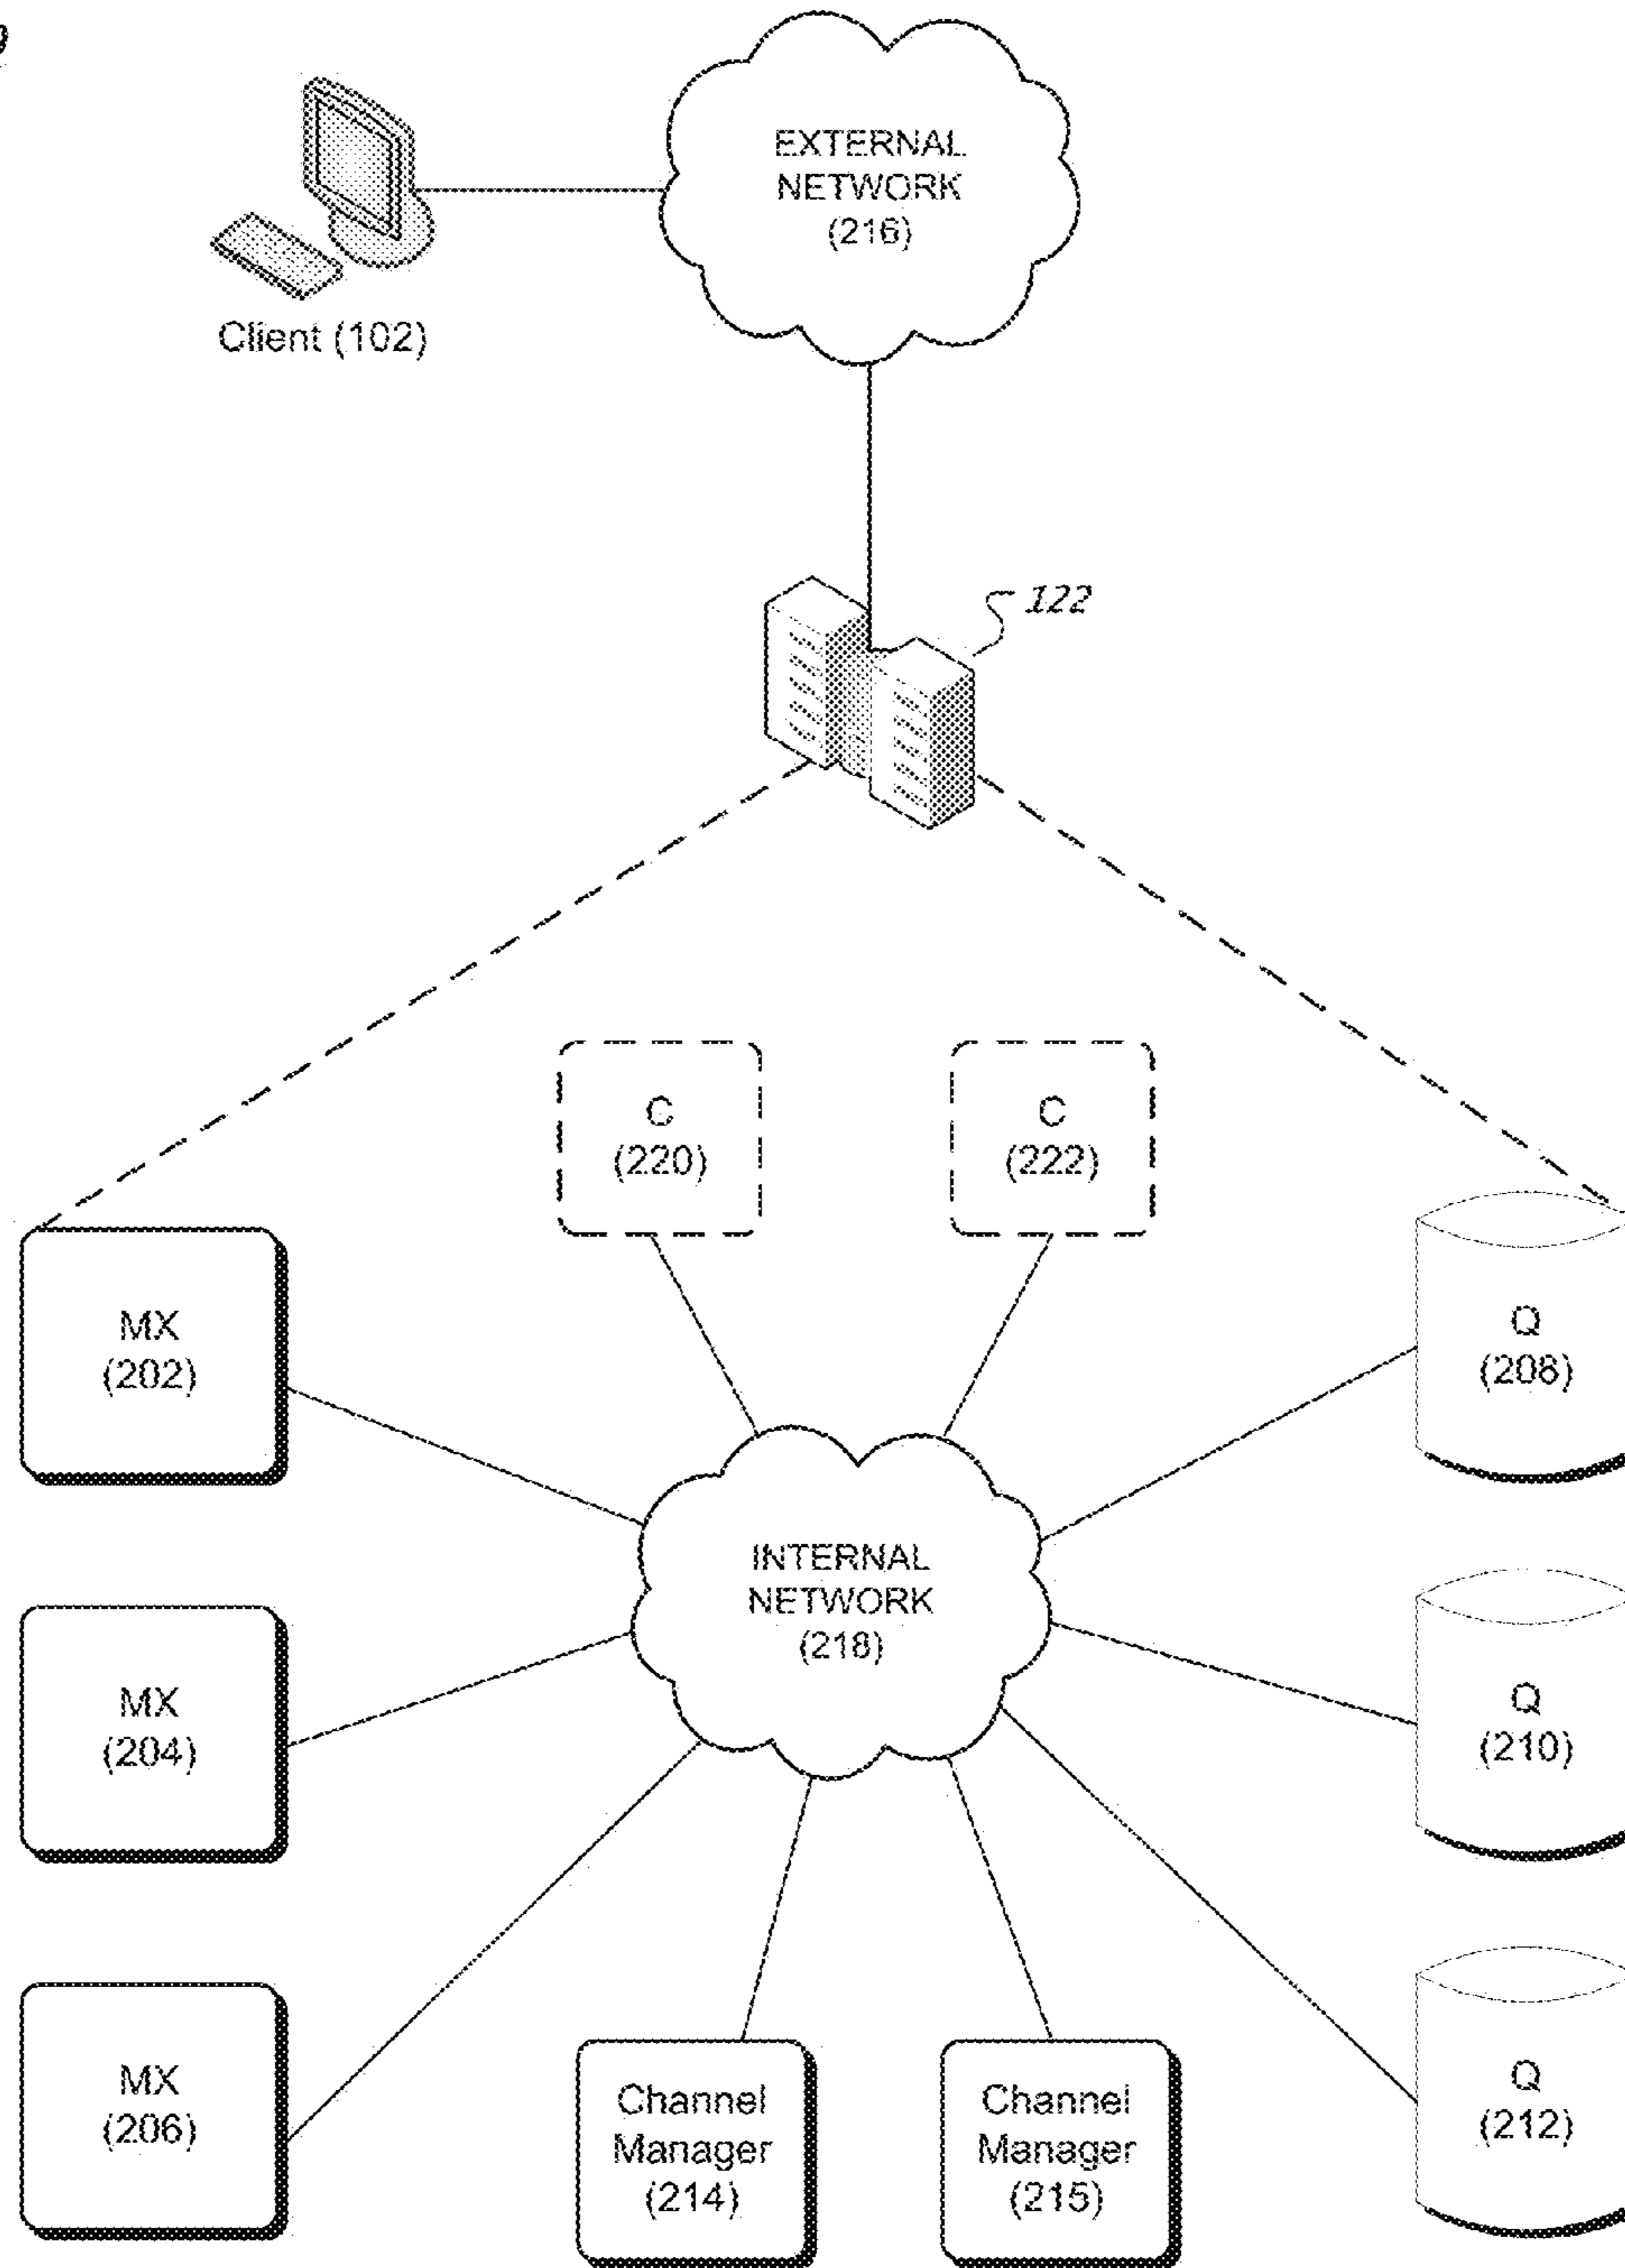 EXTERNAL
NETWORK
(216)
Client (102)
122
C
(220)
C
(222)
MX
(202)
Q
(208)
INTERNAL
NETWORK
(218)
MX
(204)
Q
(210)
MX
(206)
Channel
Manager
(214)
Channel
Manager
(215)
Q
(212)